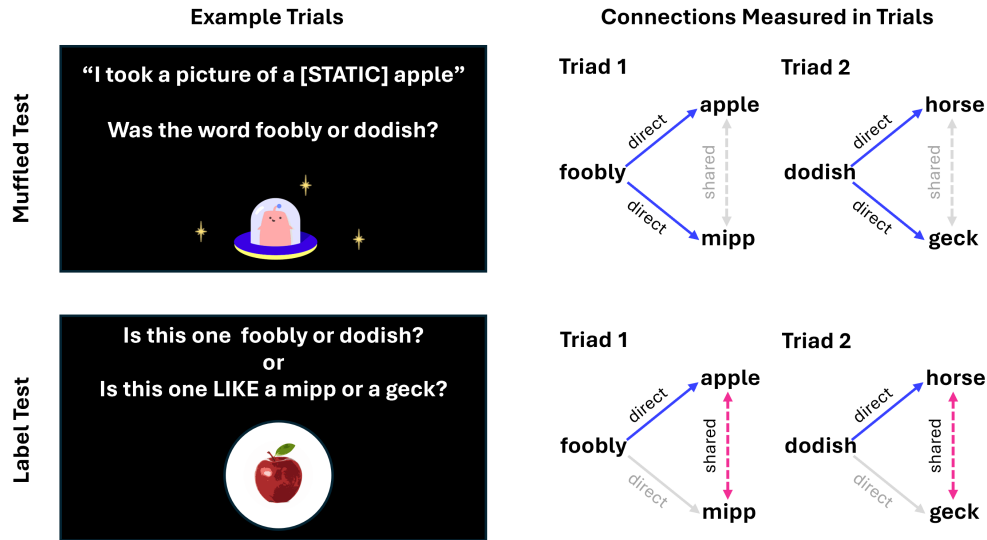 Example Trials
Connections Measured in Trials
Muffled Test
“I took a picture of a [STATIC] apple”
Was the word foobly or dodish?
Triad 1
apple
direct
foobly
shared
direct
mipp
Triad 2
horse
direct
dodish
shared
direct
geck
Label Test
Is this one foobly or dodish?
or
Is this one LIKE a mipp or a geck?
Triad 1
apple
direct
foobly
shared
direct
mipp
Triad 2
horse
direct
dodish
shared
direct
geck